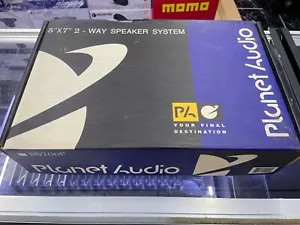 momo
5"X7" 2 - WAY SPEAKER SYSTEM
Planet Audio
PA
YOUR FINAL
DESTINATION
Planet Audio